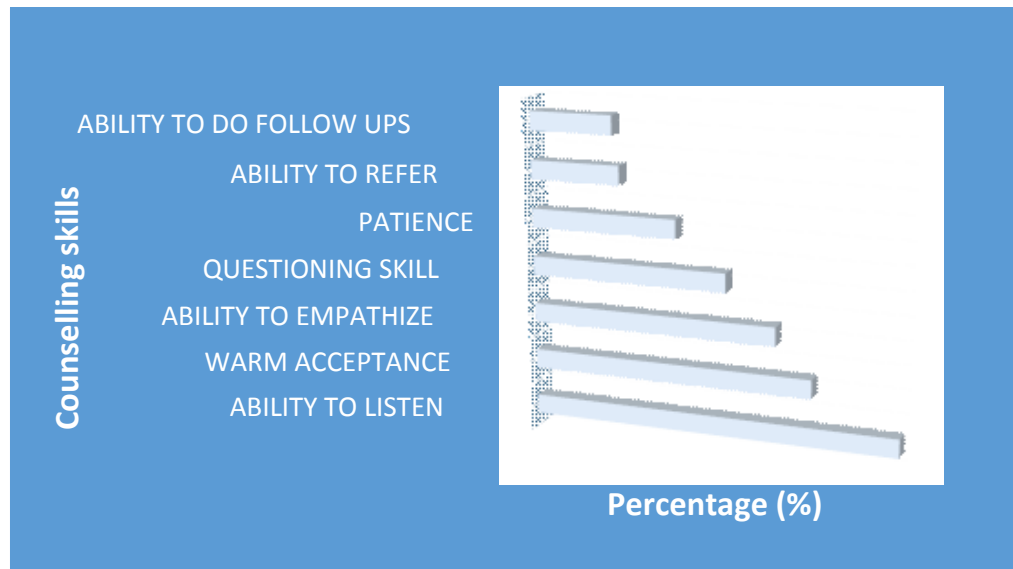 ABILITY TO DO FOLLOW UPS
ABILITY TO REFER
PATIENCE
QUESTIONING SKILL
ABILITY TO EMPATHIZE
WARM ACCEPTANCE
ABILITY TO LISTEN
Counselling skills
Percentage (%)